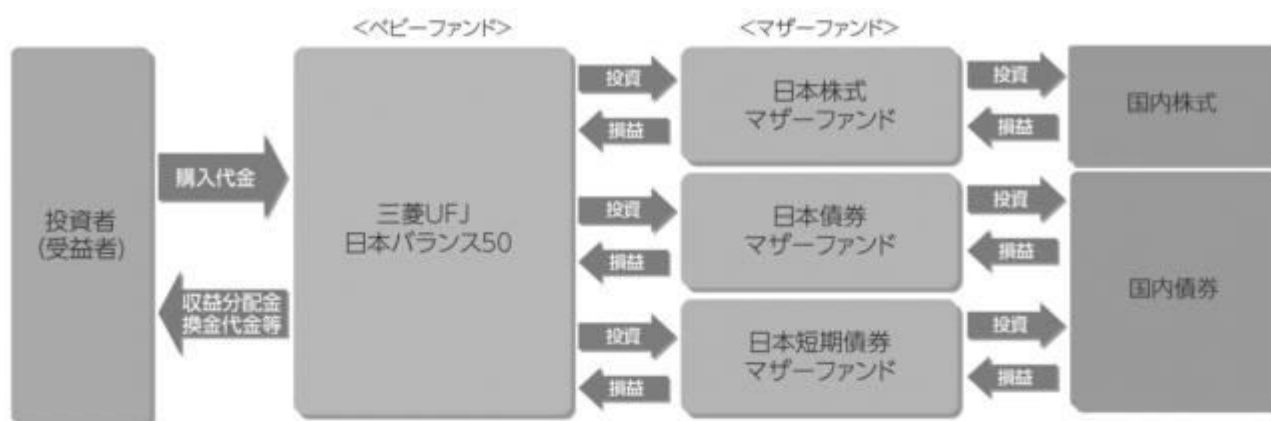 <ベビーファンド>
<マザーファンド>
投資者
(受益者)
購入代金
収益分配金
換金代金等
三菱UFJ
日本バランス50
投資
損益
日本株式
マザーファンド
投資
損益
国内株式
投資
損益
日本債券
マザーファンド
投資
損益
国内債券
投資
損益
日本短期債券
マザーファンド
投資
損益